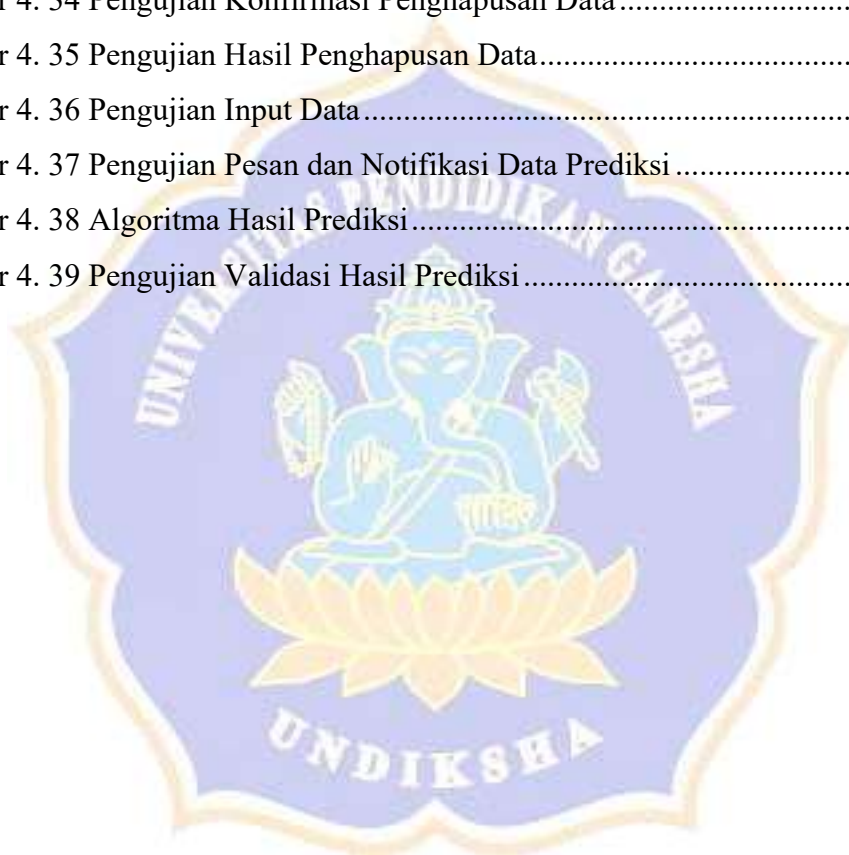 r 4. 34 Pengujian Konfirmasi Penghapusan Data
r 4. 35 Pengujian Hasil Penghapusan Data
r 4. 36 Pengujian Input Data
r 4. 37 Pengujian Pesan dan Notifikasi Data Prediksi
r 4. 38 Algoritma Hasil Prediksi
r 4. 39 Pengujian Validasi Hasil Prediksi
UNIVERSITAS PENDIDIKAN GANESHA
UNDIKSHA